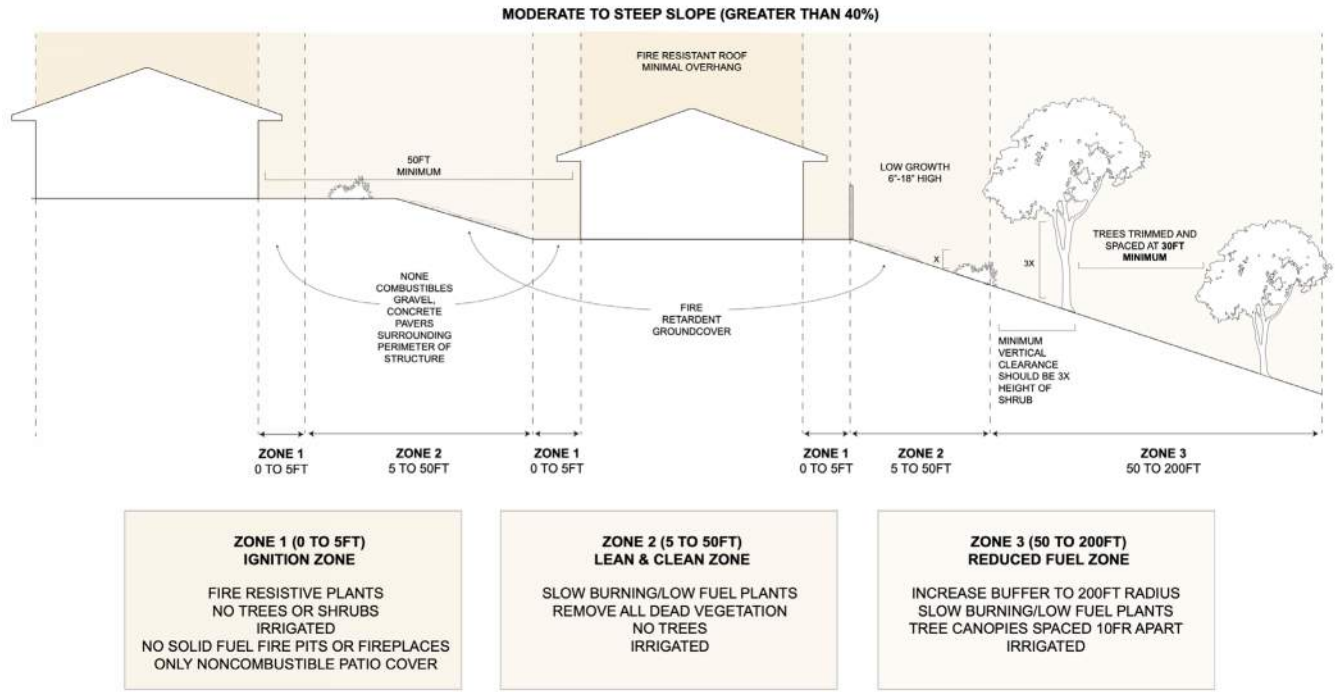 MODERATE TO STEEP SLOPE (GREATER THAN 40%)
FIRE RESISTANT ROOF
MINIMAL OVERHANG
50FT
MINIMUM
LOW GROWTH
6"-18" HIGH
TREES TRIMMED AND
SPACED AT 30FT
MINIMUM
X
3X
NONE
COMBUSTIBLES
GRAVEL,
CONCRETE
PAVERS
SURROUNDING
PERIMETER OF
STRUCTURE
FIRE
RETARDENT
GROUNDCOVER
MINIMUM
VERTICAL
CLEARANCE
SHOULD BE 3X
HEIGHT OF
SHRUB
ZONE 1
0 TO 5FT
ZONE 2
5 TO 50FT
ZONE 1
0 TO 5FT
ZONE 1
0 TO 5FT
ZONE 2
5 TO 50FT
ZONE 3
50 TO 200FT
ZONE 1 (0 TO 5FT)
IGNITION ZONE
FIRE RESISTIVE PLANTS
NO TREES OR SHRUBS
IRRIGATED
NO SOLID FUEL FIRE PITS OR FIREPLACES
ONLY NONCOMBUSTIBLE PATIO COVER
ZONE 2 (5 TO 50FT)
LEAN & CLEAN ZONE
SLOW BURNING/LOW FUEL PLANTS
REMOVE ALL DEAD VEGETATION
NO TREES
IRRIGATED
ZONE 3 (50 TO 200FT)
REDUCED FUEL ZONE
INCREASE BUFFER TO 200FT RADIUS
SLOW BURNING/LOW FUEL PLANTS
TREE CANOPIES SPACED 10FR APART
IRRIGATED